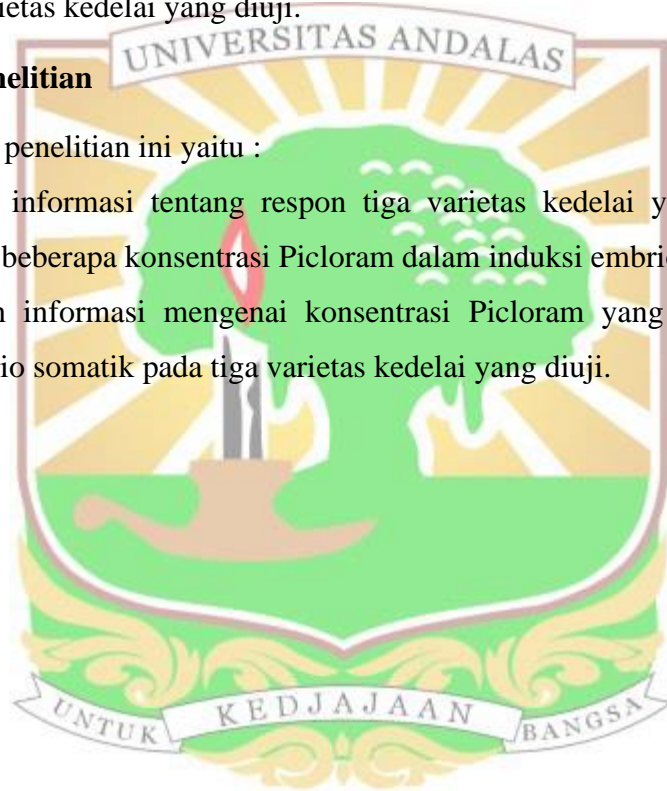 ietas kedelai yang diuji.
UNIVERSITAS ANDALAS
nelitian
penelitian ini yaitu :
informasi tentang respon tiga varietas kedelai y
beberapa konsentrasi Picloram dalam induksi embrio
n informasi mengenai konsentrasi Picloram yang
io somatik pada tiga varietas kedelai yang diuji.
UNTUK KEDJAJAAN BANGSA